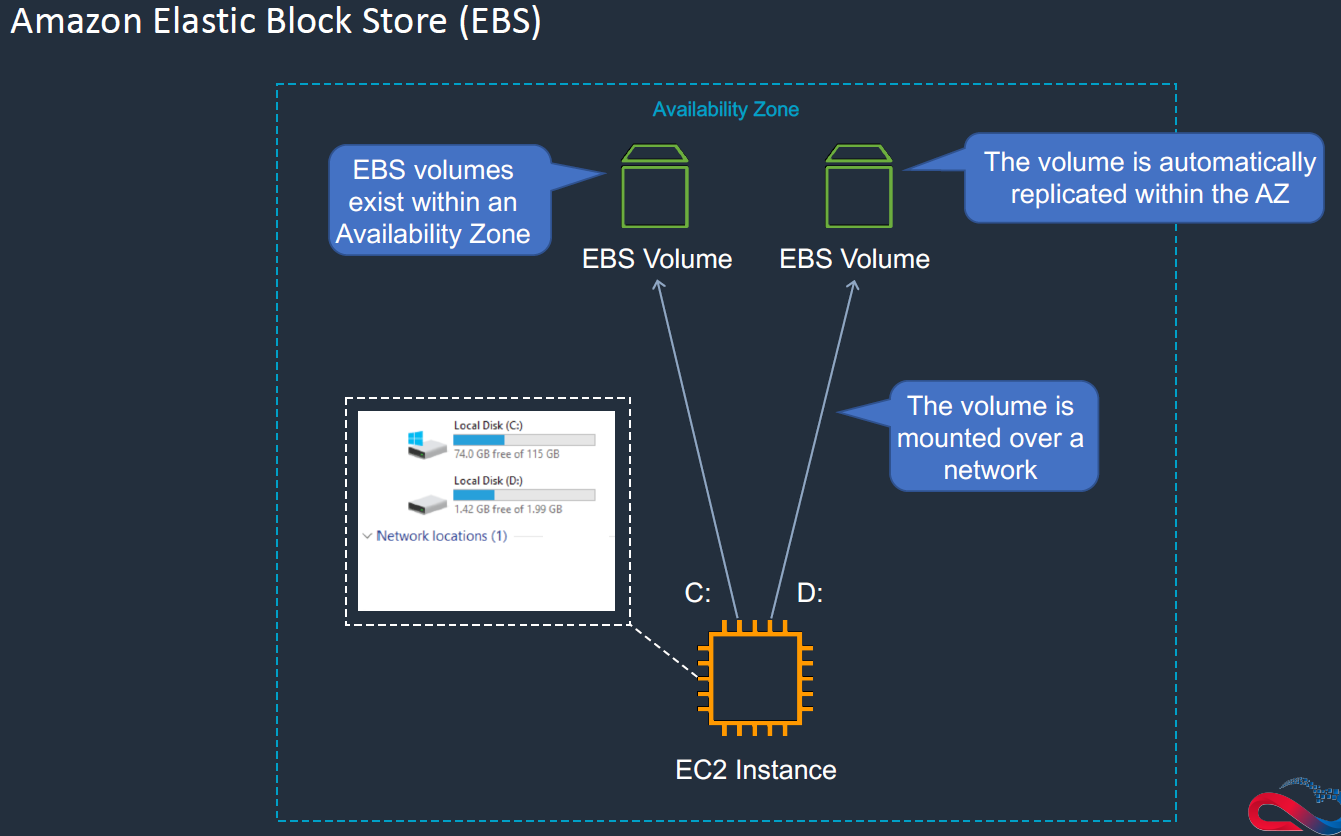 Amazon Elastic Block Store (EBS)
Availability Zone
EBS volumes
exist within an
Availability Zone
The volume is automatically
replicated within the AZ
EBS Volume
EBS Volume
The volume is
mounted over a
network
Local Disk (C:)
74.0 GB free of 115 GB
Local Disk (D:)
1.42 GB free of 1.99 GB
Network locations (1)
C:
D:
EC2 Instance